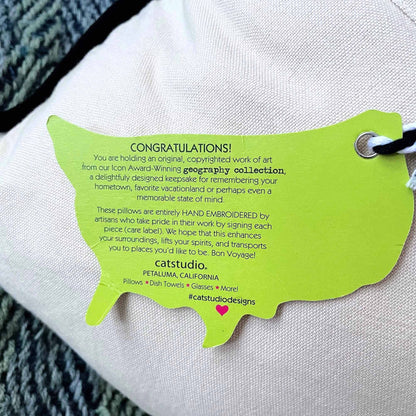 CONGRATULATIONS!
You are holding an original, copyrighted work of art
from our Icon Award-Winning geography collection,
a delightfully designed keepsake for remembering your
hometown, favorite vacationland or perhaps even a
memorable state of mind.
These pillows are entirely HAND EMBROIDERED by
artisans who take pride in their work by signing each
piece (care label). We hope that this enhances
your surroundings, lifts your spirits, and transports
you to places you'd like to be. Bon Voyage!
catstudio.
PETALUMA, CALIFORNIA
Pillows • Dish Towels • Glasses • More!
#catstudiodesigns